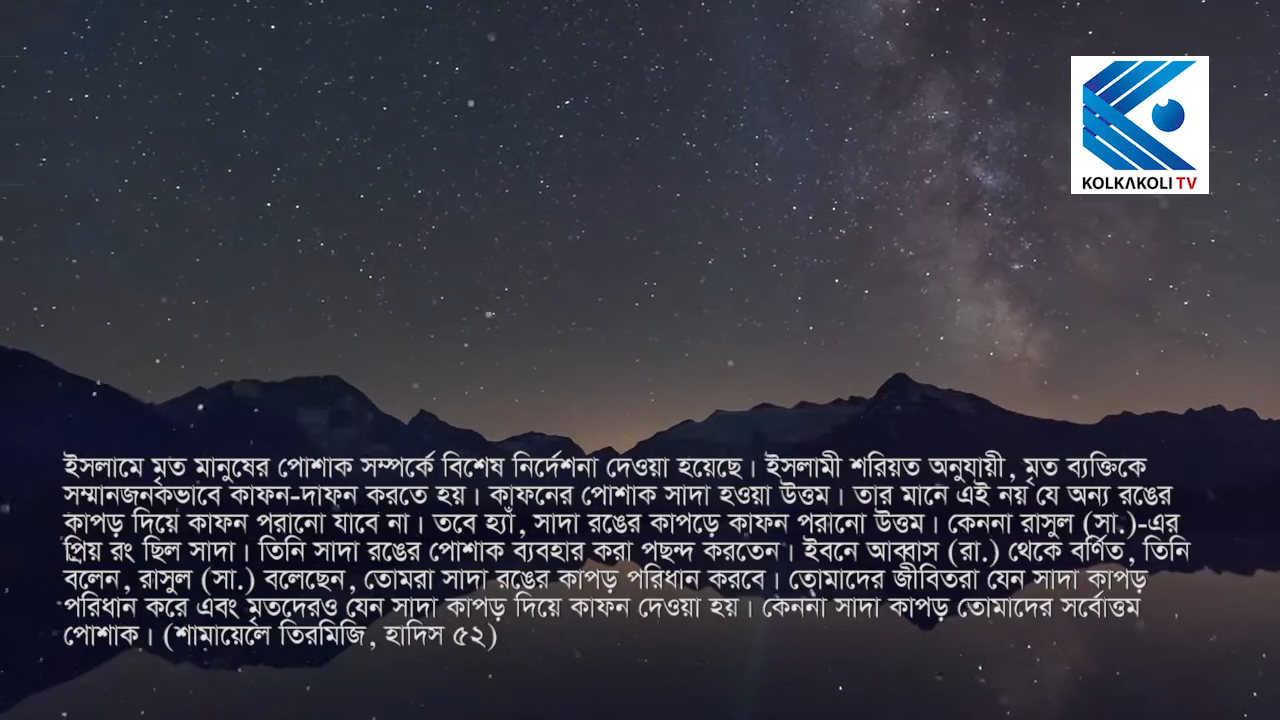 KOLKAKOLI TV
ইসলামে মৃত মানুষের পোশাক সম্পর্কে বিশেষ নির্দেশনা দেওয়া হয়েছে। ইসলামী শরিয়ত অনুযায়ী, মৃত ব্যক্তিকে
সম্মানজনকভাবে কাফন-দাফন করতে হয়। কাফনের পোশাক সাদা হওয়া উত্তম। তার মানে এই নয় যে অন্য রঙের
কাপড় দিয়ে কাফন পরানো যাবে না। তবে হ্যাঁ, সাদা রঙের কাপড়ে কাফন পরানো উত্তম। কেননা রাসুল (সা.)-এর
প্রিয় রং ছিল সাদা। তিনি সাদা রঙের পোশাক ব্যবহার করা পছন্দ করতেন। ইবনে আব্বাস (রা.) থেকে বর্ণিত, তিনি
বলেন, রাসুল (সা.) বলেছেন, তোমরা সাদা রঙের কাপড় পরিধান করবে। তোমাদের জীবিতরা যেন সাদা কাপড়
পরিধান করে এবং মৃতদেরও যেন সাদা কাপড় দিয়ে কাফন দেওয়া হয়। কেননা সাদা কাপড় তোমাদের সর্বোত্তম
পোশাক। (শামায়েলে তিরমিজি, হাদিস ৫২)